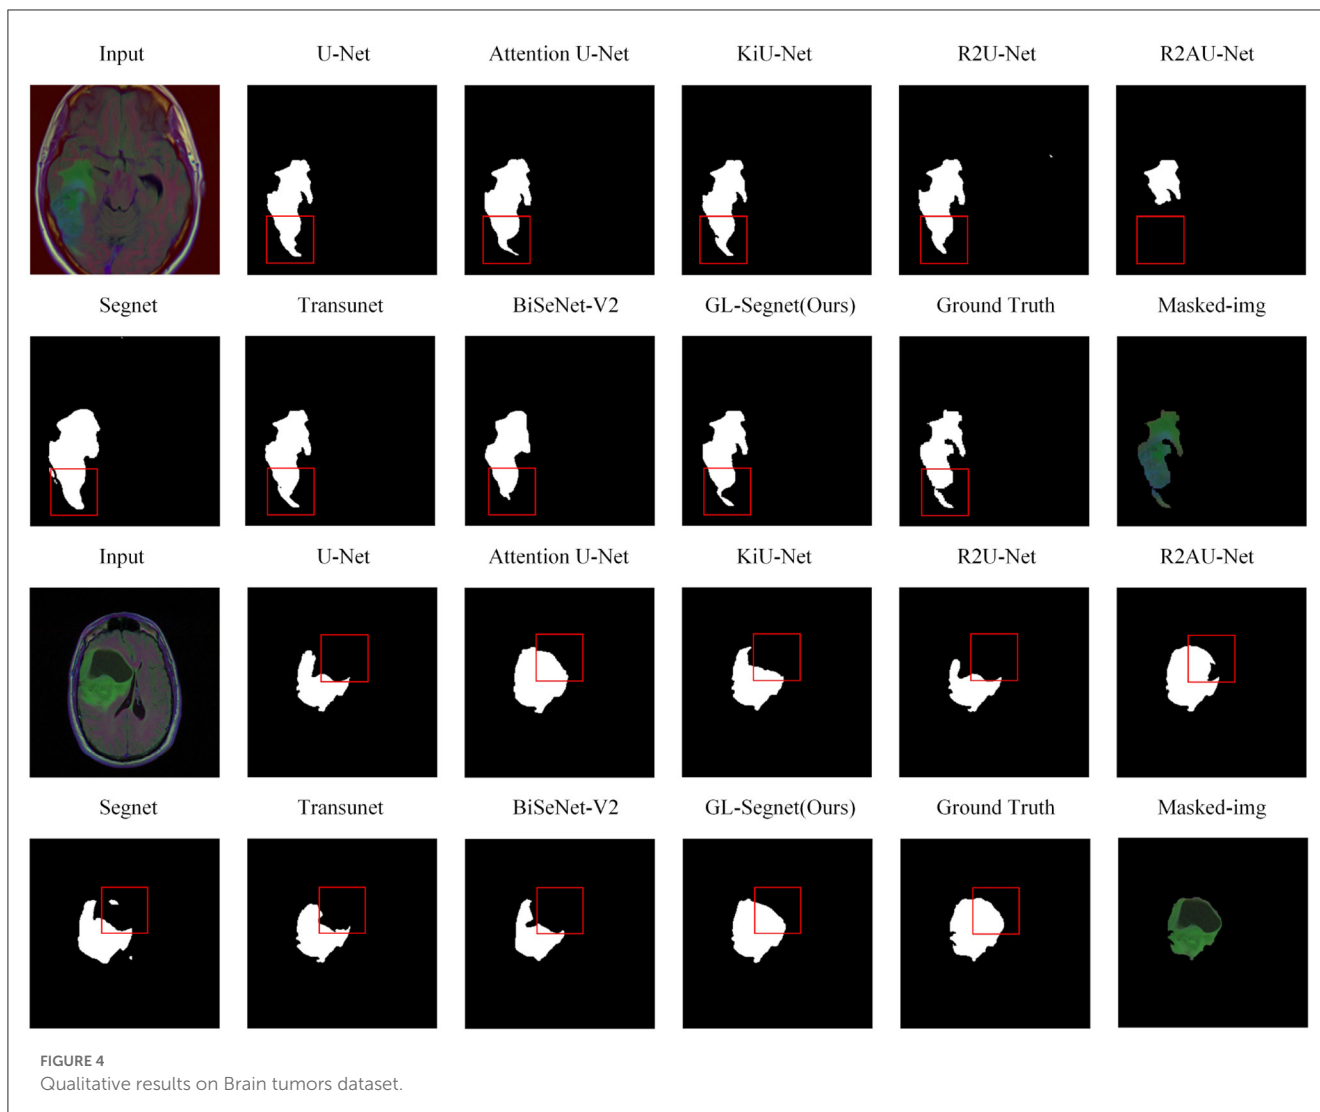 Input U-Net Attention U-Net KiU-Net R2U-Net R2AU-Net
Segnet Transunet BiSeNet-V2 GL-Segnet(Ours) Ground Truth Masked-img
Input U-Net Attention U-Net KiU-Net R2U-Net R2AU-Net
Segnet Transunet BiSeNet-V2 GL-Segnet(Ours) Ground Truth Masked-img
FIGURE 4
Qualitative results on Brain tumors dataset.